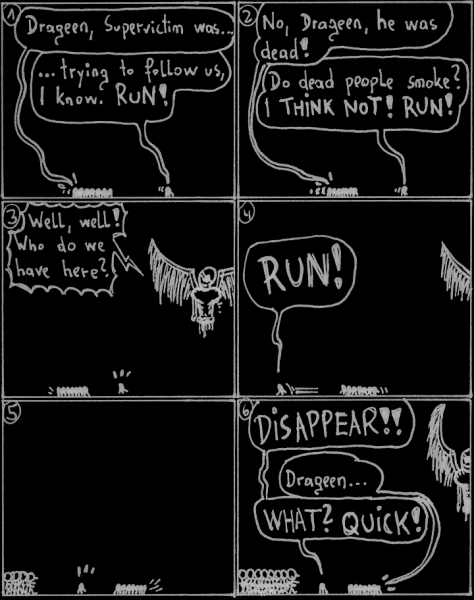 1
Drageen, Supervictim was...
...trying to follow us,
I know. RUN!
2
No, Drageen, he was
dead!
Do dead people smoke?
I THINK NOT! RUN!
3
Well, well!
Who do we
have here?
4
RUN!
5
6
DISAPPEAR!!
Drageen...
WHAT? QUICK!